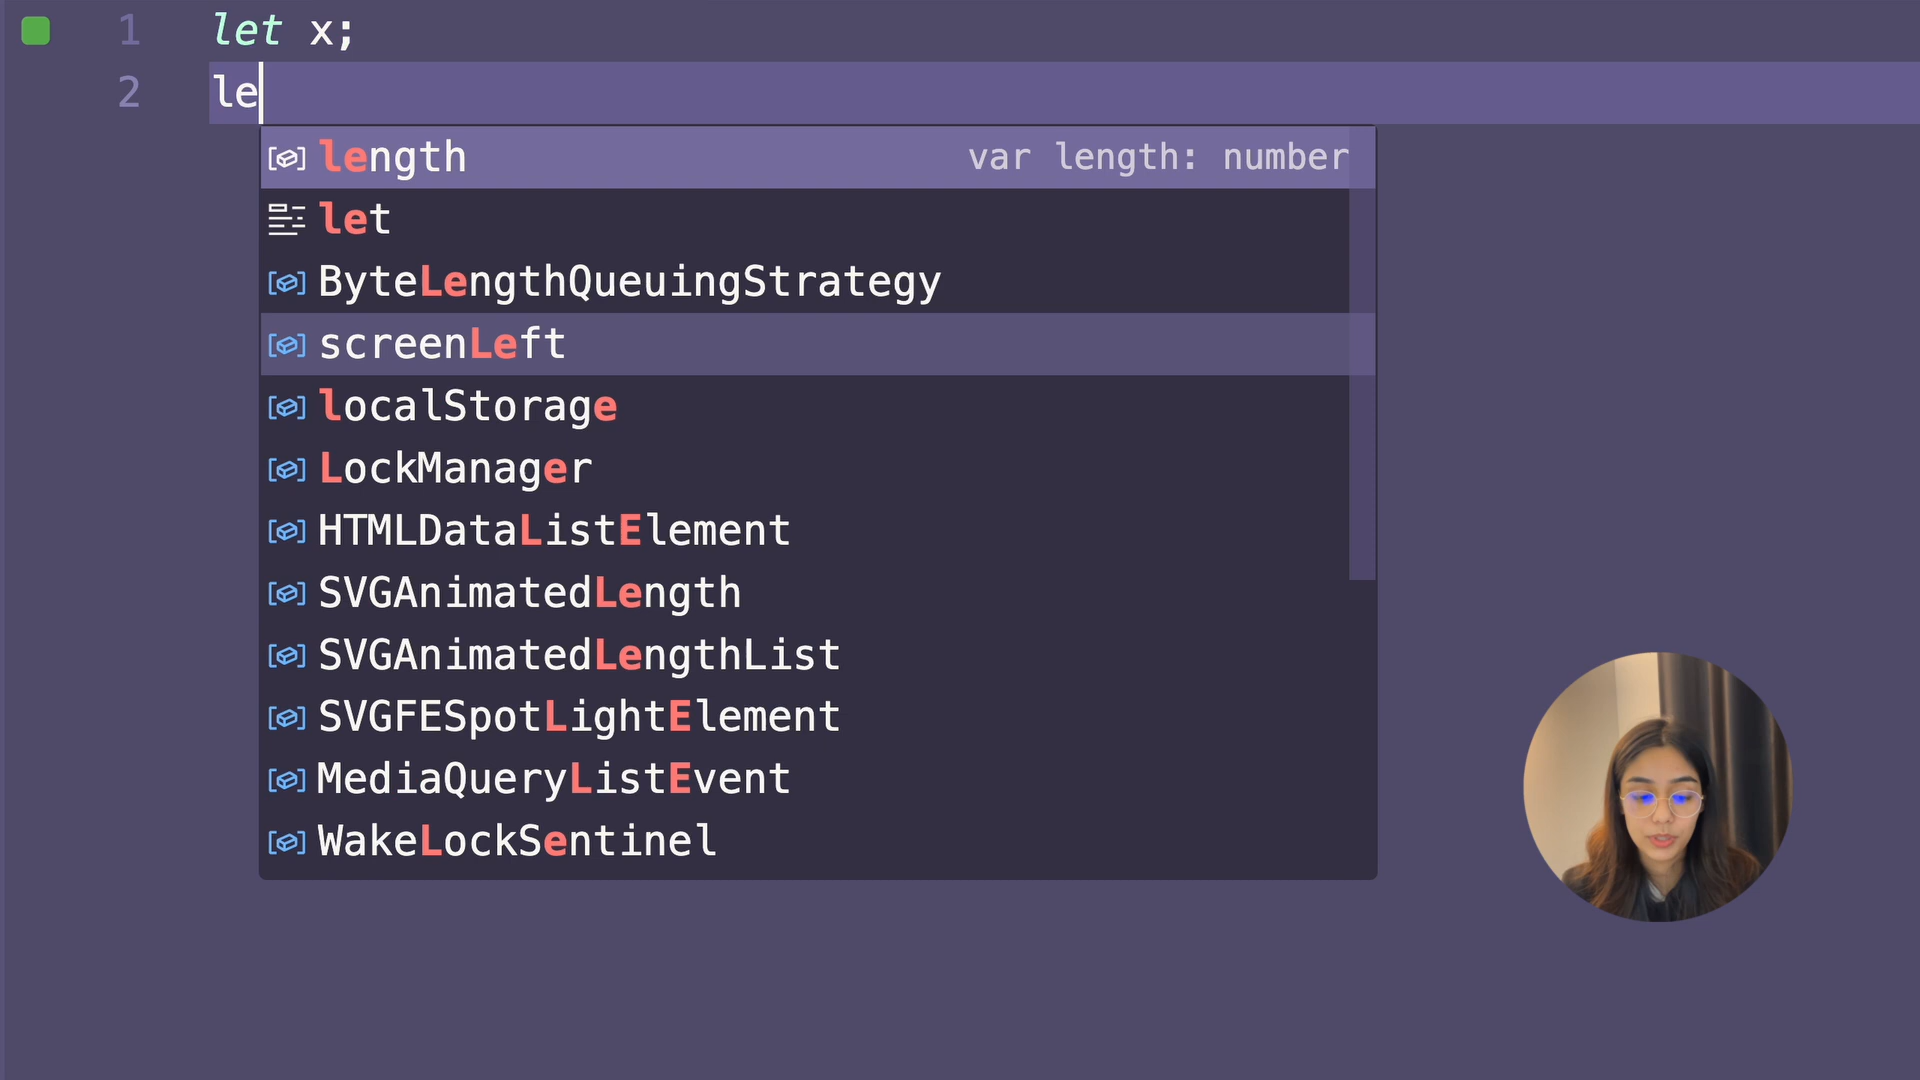 1 let x;
2 le
length var length: number
let
ByteLengthQueuingStrategy
screenLeft
localStorage
LockManager
HTMLDataListElement
SVGAnimatedLength
SVGAnimatedLengthList
SVGFESpotLightElement
MediaQueryListEvent
WakeLockSentinel